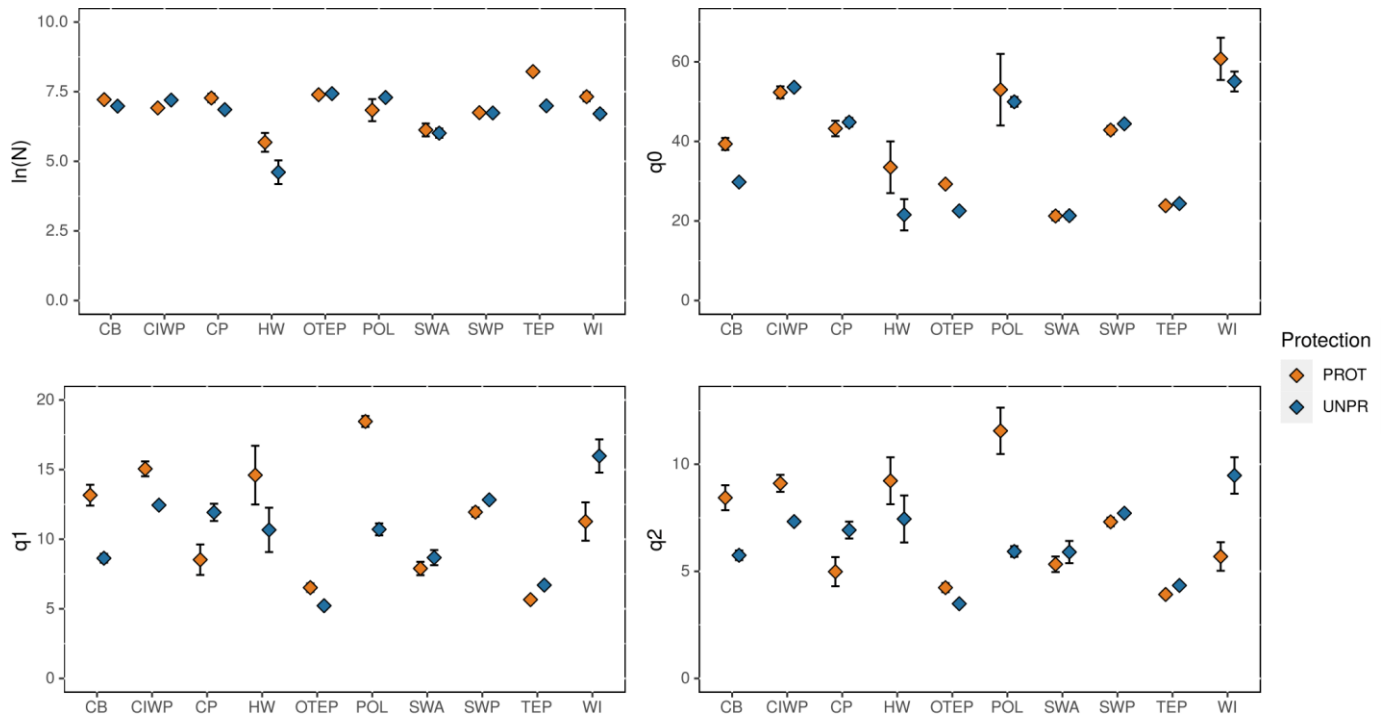 10.0
7.5
5.0
2.5
0.0
ln(N)
CB CIWP CP HW OTEP POL SWA SWP TEP WI
60
40
20
0
q0
CB CIWP CP HW OTEP POL SWA SWP TEP WI
Protection
PROT
UNPR
20
15
10
5
0
q1
CB CIWP CP HW OTEP POL SWA SWP TEP WI
10
5
0
q2
CB CIWP CP HW OTEP POL SWA SWP TEP WI